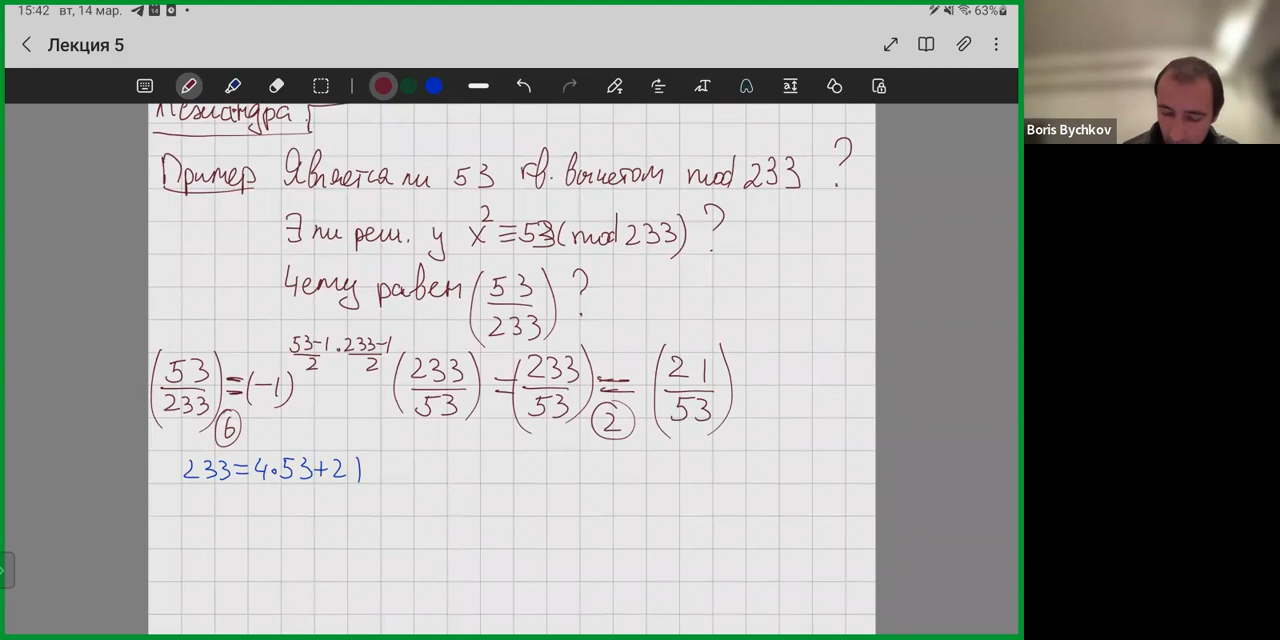 15:42 вт, 14 мар. 63%
Лекция 5
Boris Bychkov
Лежандра.
Пример Является ли 53 кв. вычетом mod 233 ?
∃ ли реш. у x² ≡ 53 (mod 233) ?
Чему равен (53/233) ?
(53/233) = (-1)^((53-1)/2 · (233-1)/2) (233/53) = (233/53) = (21/53)
6 2
233 = 4 · 53 + 21